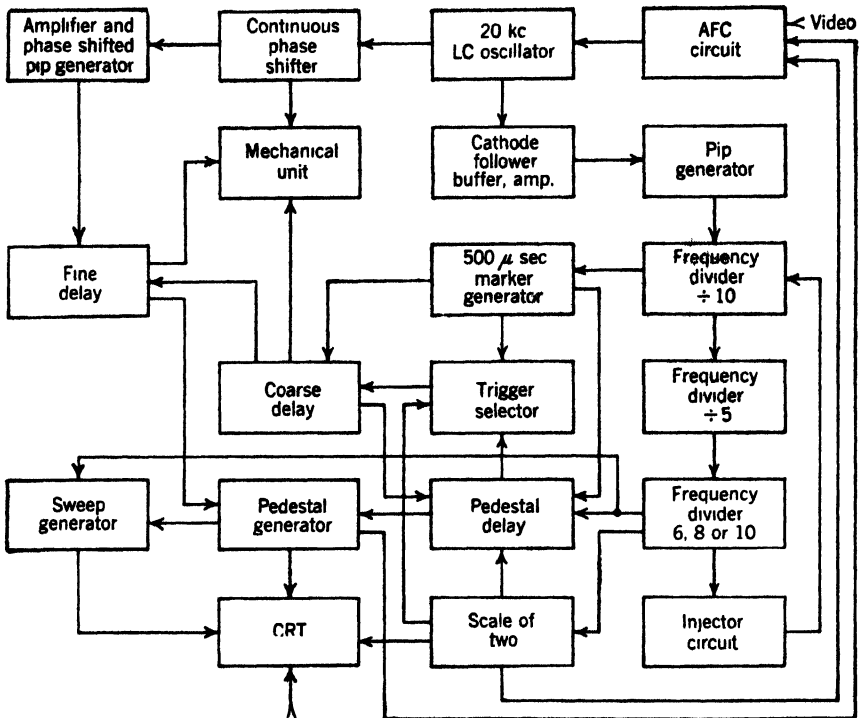 Amplifier and
phase shifted
pip generator
Continuous
phase
shifter
20 kc
LC oscillator
AFC
circuit
Video
Mechanical
unit
Cathode
follower
buffer, amp.
Pip
generator
Fine
delay
500 μ sec
marker
generator
Frequency
divider
÷ 10
Coarse
delay
Trigger
selector
Frequency
divider
÷ 5
Sweep
generator
Pedestal
generator
Pedestal
delay
Frequency
divider
6, 8 or 10
CRT
Scale of
two
Injector
circuit